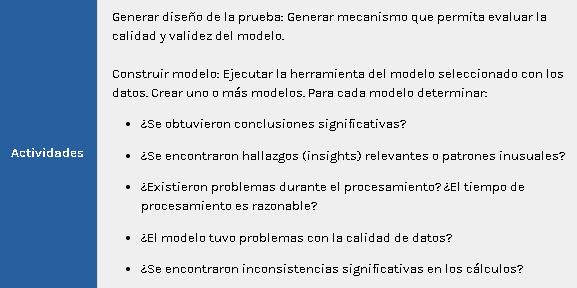 Actividades
Generar diseño de la prueba: Generar mecanismo que permita evaluar la
calidad y validez del modelo.
Construir modelo: Ejecutar la herramienta del modelo seleccionado con los
datos. Crear uno o más modelos. Para cada modelo determinar:
• ¿Se obtuvieron conclusiones significativas?
• ¿Se encontraron hallazgos (insights) relevantes o patrones inusuales?
• ¿Existieron problemas durante el procesamiento? ¿El tiempo de
procesamiento es razonable?
• ¿El modelo tuvo problemas con la calidad de datos?
• ¿Se encontraron inconsistencias significativas en los cálculos?